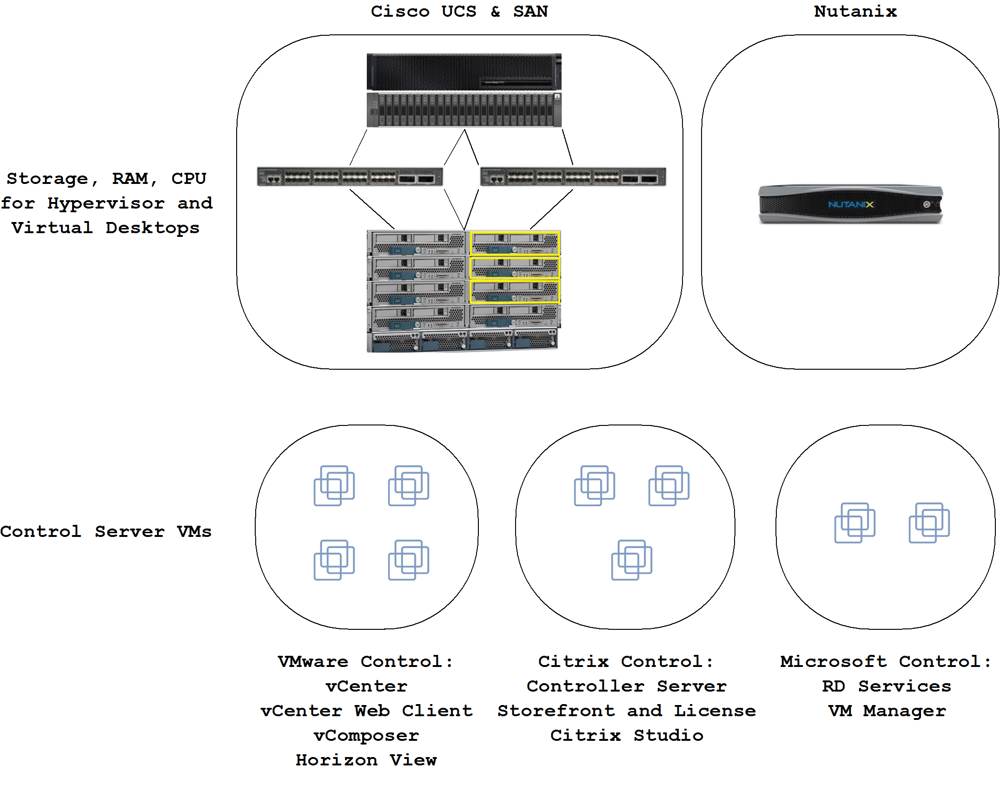 Cisco UCS & SAN
Nutanix
Storage, RAM, CPU
for Hypervisor and
Virtual Desktops
NUTANIX
Control Server VMs
VMware Control:
vCenter
vCenter Web Client
vComposer
Horizon View
Citrix Control:
Controller Server
Storefront and License
Citrix Studio
Microsoft Control:
RD Services
VM Manager